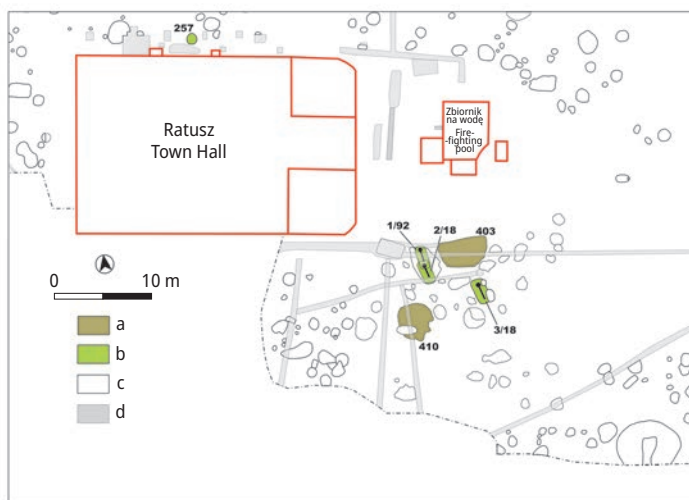 257
Ratusz
Town Hall
Zbiornik
na wodę
Fire-
-fighting
pool
1/92
2/18
403
0 10 m
3/18
410
a
b
c
d